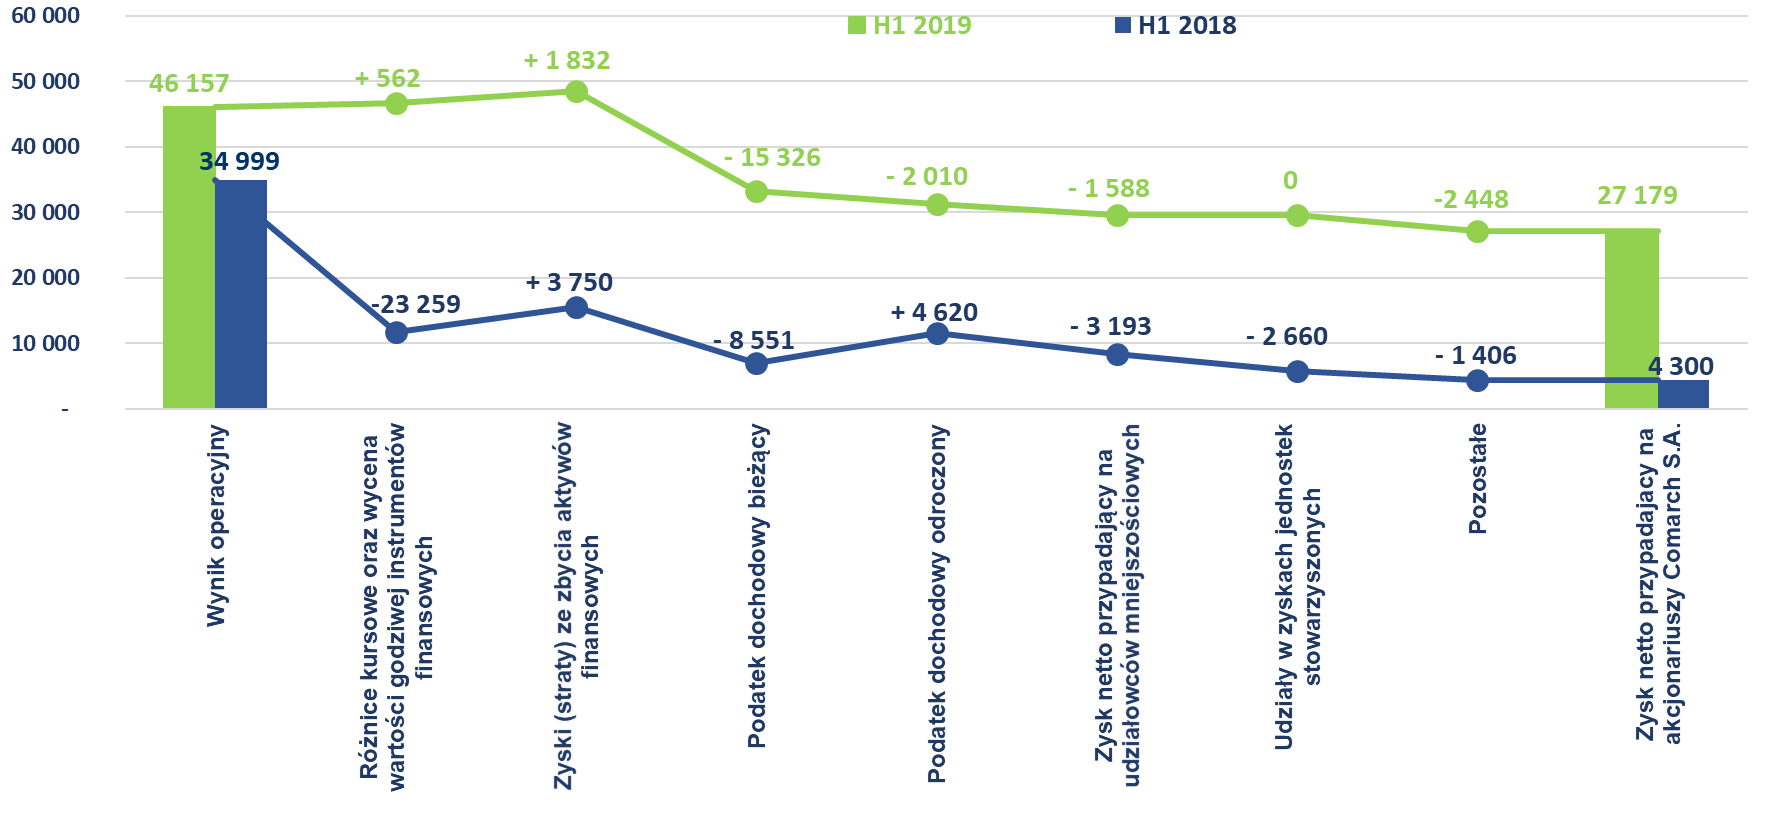 60 000
50 000
40 000
30 000
20 000
10 000
-
H1 2019
H1 2018
46 157
+ 562
+ 1 832
- 15 326
- 2 010
- 1 588
0
-2 448
27 179
34 999
-23 259
+ 3 750
- 8 551
+ 4 620
- 3 193
- 2 660
- 1 406
4 300
Wynik operacyjny
Różnice kursowe oraz wycena
wartości godziwej instrumentów
finansowych
Zyski (straty) ze zbycia aktywów
finansowych
Podatek dochodowy bieżący
Podatek dochodowy odroczony
Zysk netto przypadający na
udziałowców mniejszościowych
Udziały w zyskach jednostek
stowarzyszonych
Pozostałe
Zysk netto przypadajacy na
akcjonariuszy Comarch S.A.